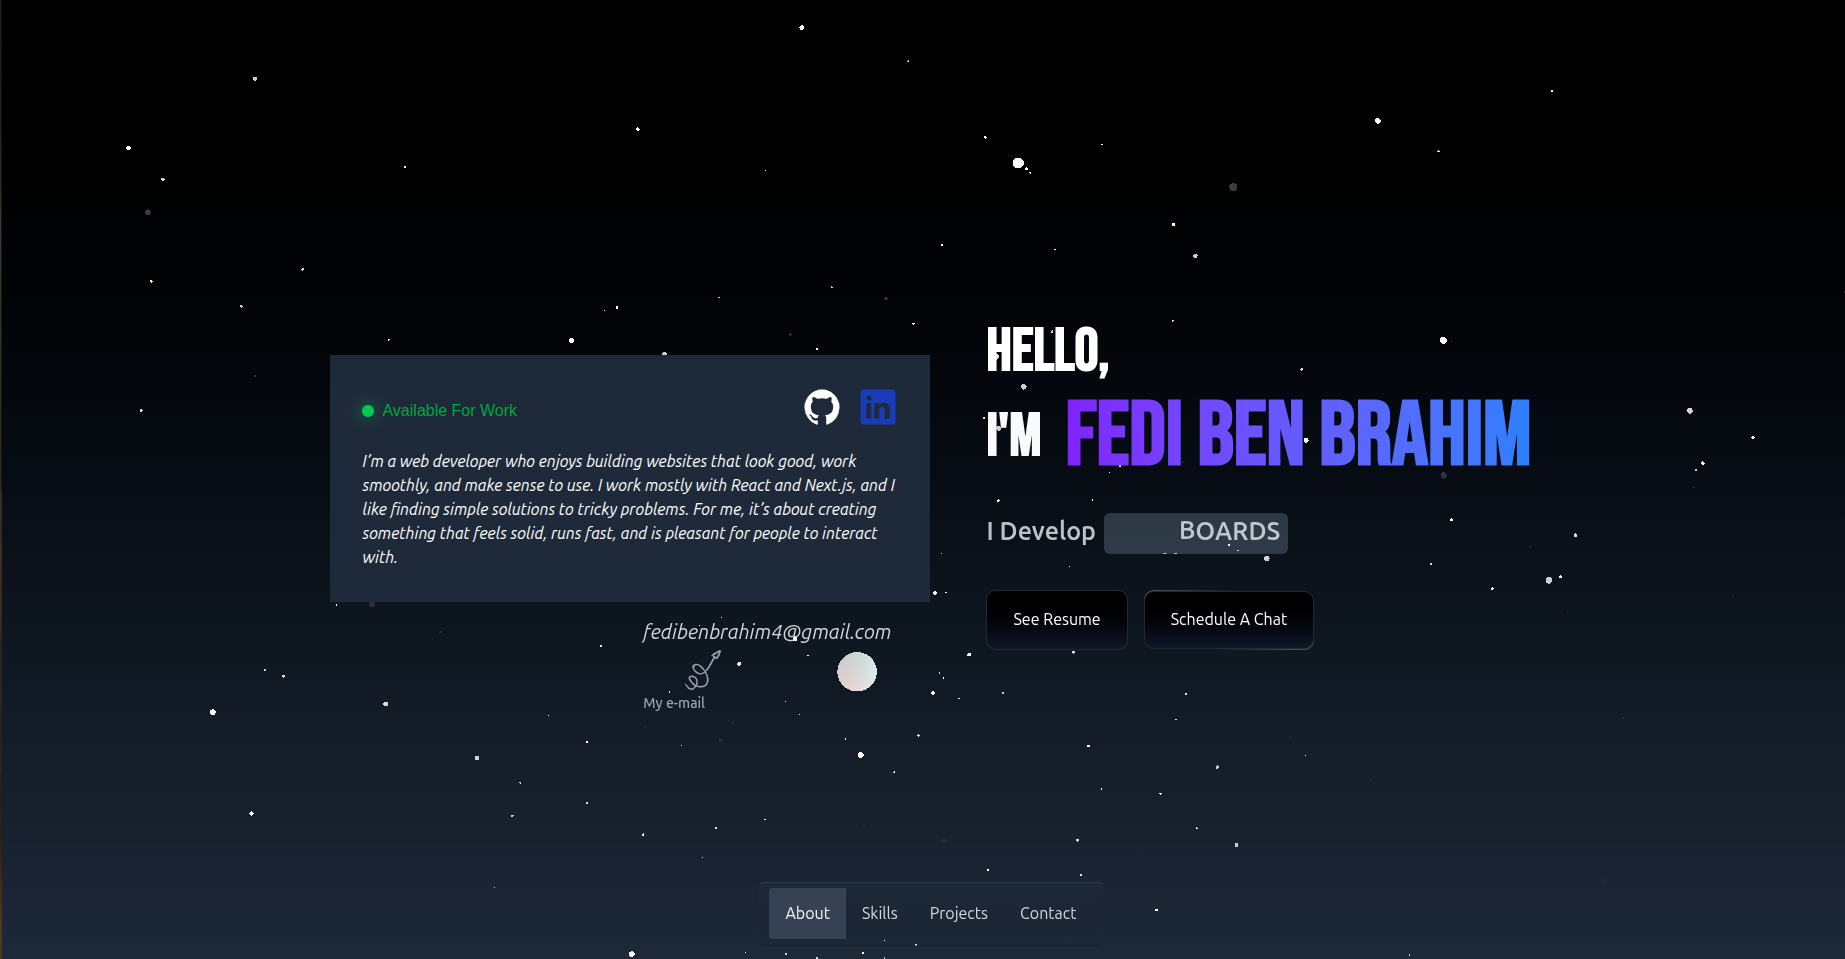 Available For Work
in
I’m a web developer who enjoys building websites that look good, work
smoothly, and make sense to use. I work mostly with React and Next.js, and I
like finding simple solutions to tricky problems. For me, it’s about creating
something that feels solid, runs fast, and is pleasant for people to interact
with.
fedibenbrahim4@gmail.com
My e-mail
HELLO,
I'M FEDI BEN BRAHIM
I Develop BOARDS
See Resume
Schedule A Chat
About
Skills
Projects
Contact